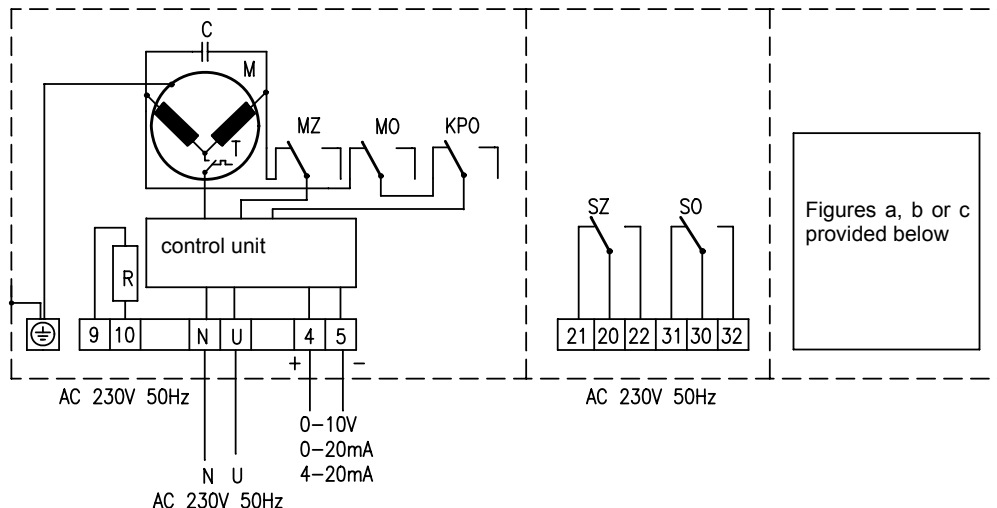 C
M
MZ MO KPO
T
SZ SO
Figures a, b or c
provided below
control unit
R
9 10 N U 4 5
21 20 22 31 30 32
+ −
AC 230V 50Hz
AC 230V 50Hz
0−10V
0−20mA
4−20mA
N U
AC 230V 50Hz